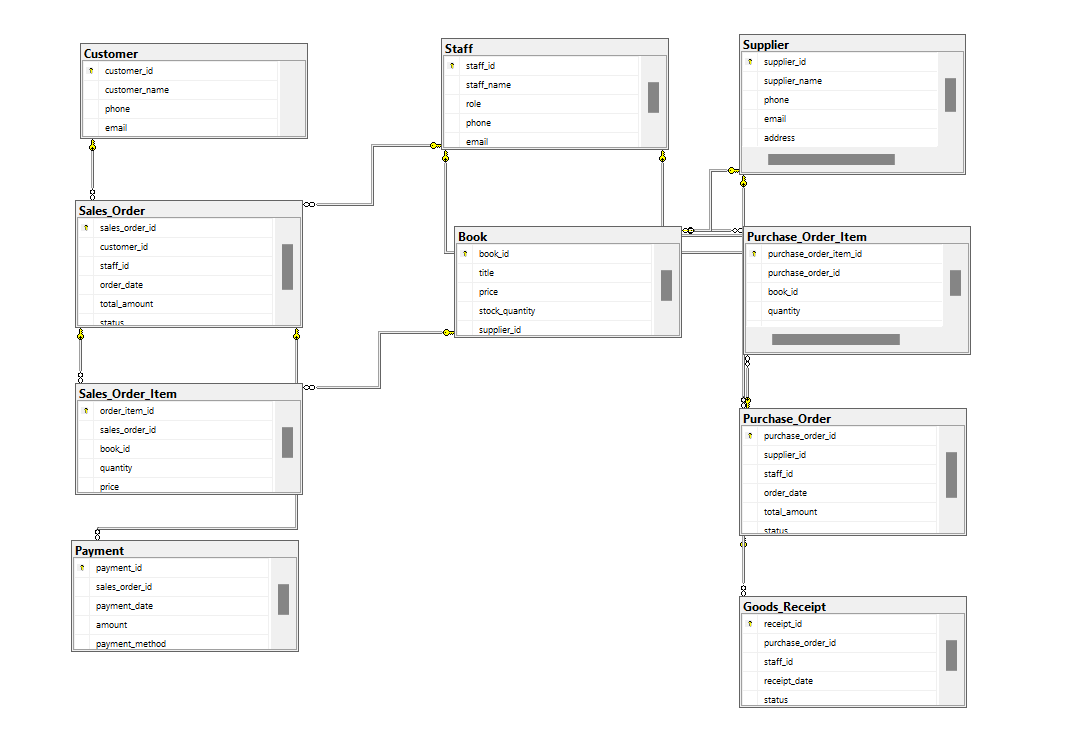 Customer
customer_id
customer_name
phone
email
Staff
staff_id
staff_name
role
phone
email
Supplier
supplier_id
supplier_name
phone
email
address
Sales_Order
sales_order_id
customer_id
staff_id
order_date
total_amount
status
Book
book_id
title
price
stock_quantity
supplier_id
Purchase_Order_Item
purchase_order_item_id
purchase_order_id
book_id
quantity
Sales_Order_Item
order_item_id
sales_order_id
book_id
quantity
price
Purchase_Order
purchase_order_id
supplier_id
staff_id
order_date
total_amount
status
Payment
payment_id
sales_order_id
payment_date
amount
payment_method
Goods_Receipt
receipt_id
purchase_order_id
staff_id
receipt_date
status